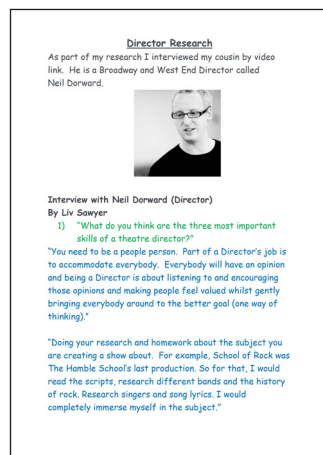 Director Research
As part of my research I interviewed my cousin by video
link.  He is a Broadway and West End Director called
Neil Dorward.
Interview with Neil Dorward (Director)
By Liv Sawyer
1) "What do you think are the three most important
skills of a theatre director?"
"You need to be a people person.  Part of a Director's job is
to accommodate everybody.  Everybody will have an opinion
and being a Director is about listening to and encouraging
those opinions and making people feel valued whilst gently
bringing everybody around to the better goal (one way of
thinking)."
"Doing your research and homework about the subject you
are creating a show about.  For example, School of Rock was
The Hamble School's last production. So for that, I would
read the scripts, research different bands and the history
of rock. Research singers and song lyrics. I would
completely immerse myself in the subject."